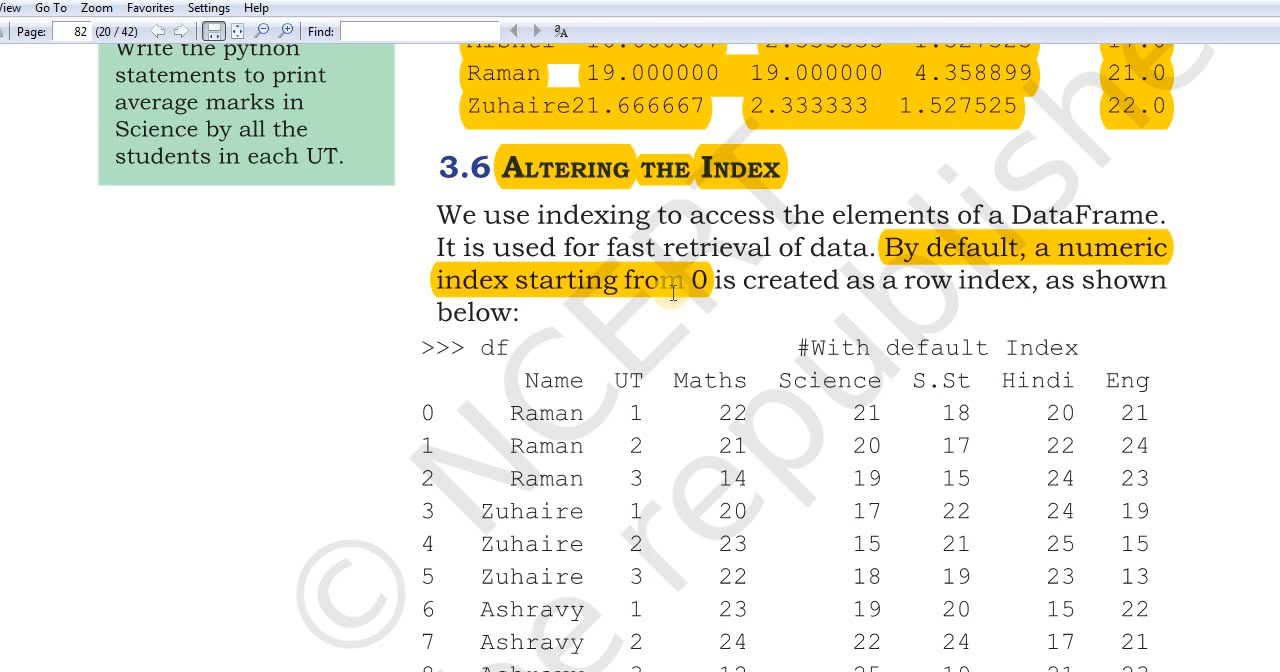 View Go To Zoom Favorites Settings Help
Page: 82 (20 / 42) Find:
Write the python
statements to print
average marks in
Science by all the
students in each UT.
Raman 19.000000 19.000000 4.358899 21.0
Zuhaire21.666667 2.333333 1.527525 22.0
3.6 ALTERING THE INDEX
We use indexing to access the elements of a DataFrame.
It is used for fast retrieval of data. By default, a numeric
index starting from 0 is created as a row index, as shown
below:
>>> df #With default Index
Name UT Maths Science S.St Hindi Eng
0 Raman 1 22 21 18 20 21
1 Raman 2 21 20 17 22 24
2 Raman 3 14 19 15 24 23
3 Zuhaire 1 20 17 22 24 19
4 Zuhaire 2 23 15 21 25 15
5 Zuhaire 3 22 18 19 23 13
6 Ashravy 1 23 19 20 15 22
7 Ashravy 2 24 22 24 17 21
© NCERT
be republishe